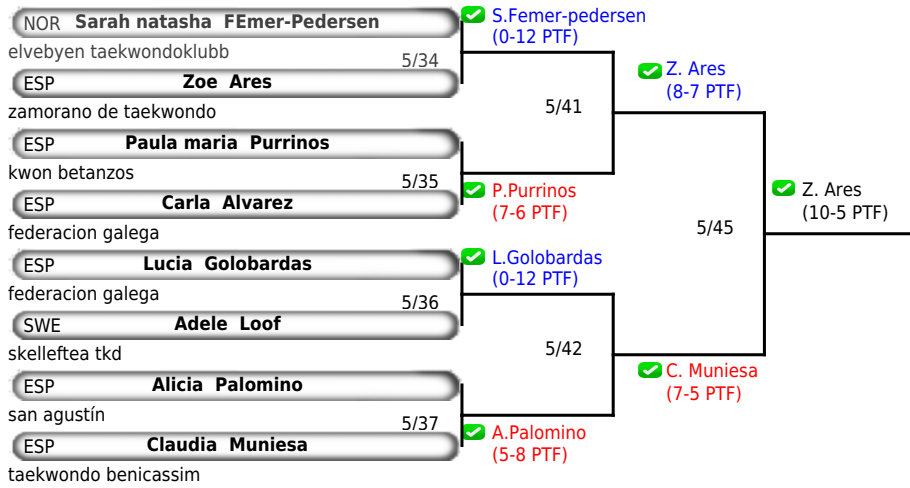 NOR Sarah natasha FEmer-Pedersen
elvebyen taekwondoklubb
5/34
ESP Zoe Ares
zamorano de taekwondo
ESP Paula maria Purrinos
kwon betanzos
5/35
ESP Carla Alvarez
federacion galega
ESP Lucia Golobardas
federacion galega
5/36
SWE Adele Loof
skelleftea tkd
ESP Alicia Palomino
san agustín
5/37
ESP Claudia Muniesa
taekwondo benicassim
S.Femer-pedersen
(0-12 PTF)
5/41
P.Purrinos
(7-6 PTF)
L.Golobardas
(0-12 PTF)
5/42
A.Palomino
(5-8 PTF)
Z. Ares
(8-7 PTF)
5/45
C. Muniesa
(7-5 PTF)
Z. Ares
(10-5 PTF)